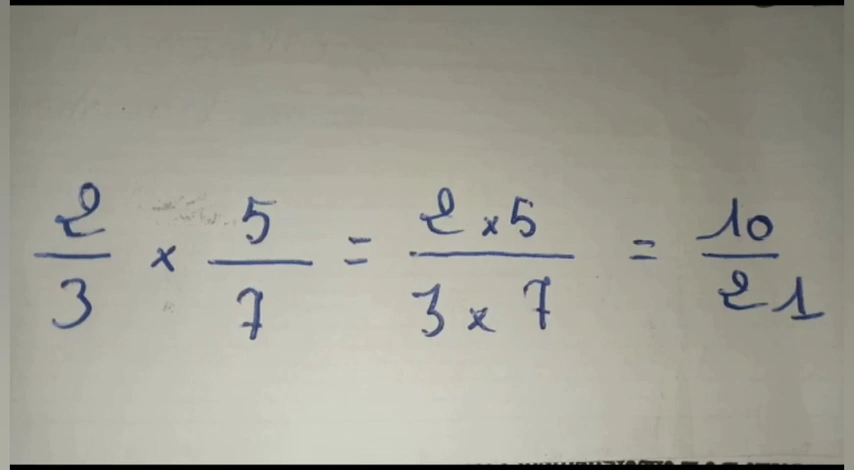 2/3 × 5/7 = 2×5/3×7 = 10/21